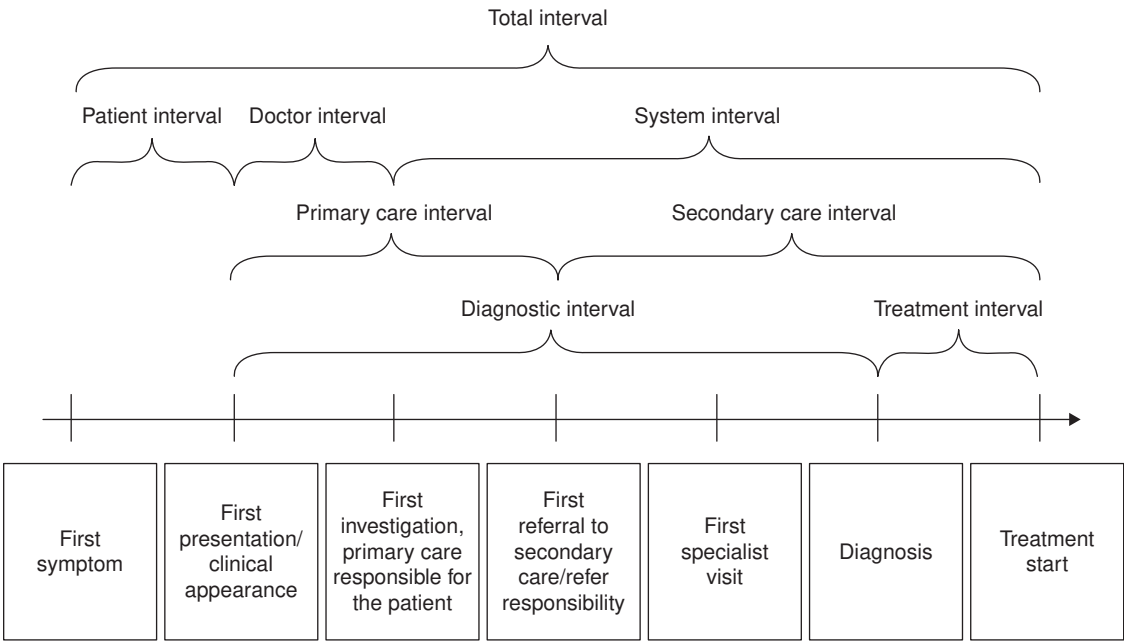 Total interval
Patient interval
Doctor interval
System interval
Primary care interval
Secondary care interval
Diagnostic interval
Treatment interval
First
symptom
First
presentation/
clinical
appearance
First
investigation,
primary care
responsible for
the patient
First
referral to
secondary
care/refer
responsibility
First
specialist
visit
Diagnosis
Treatment
start